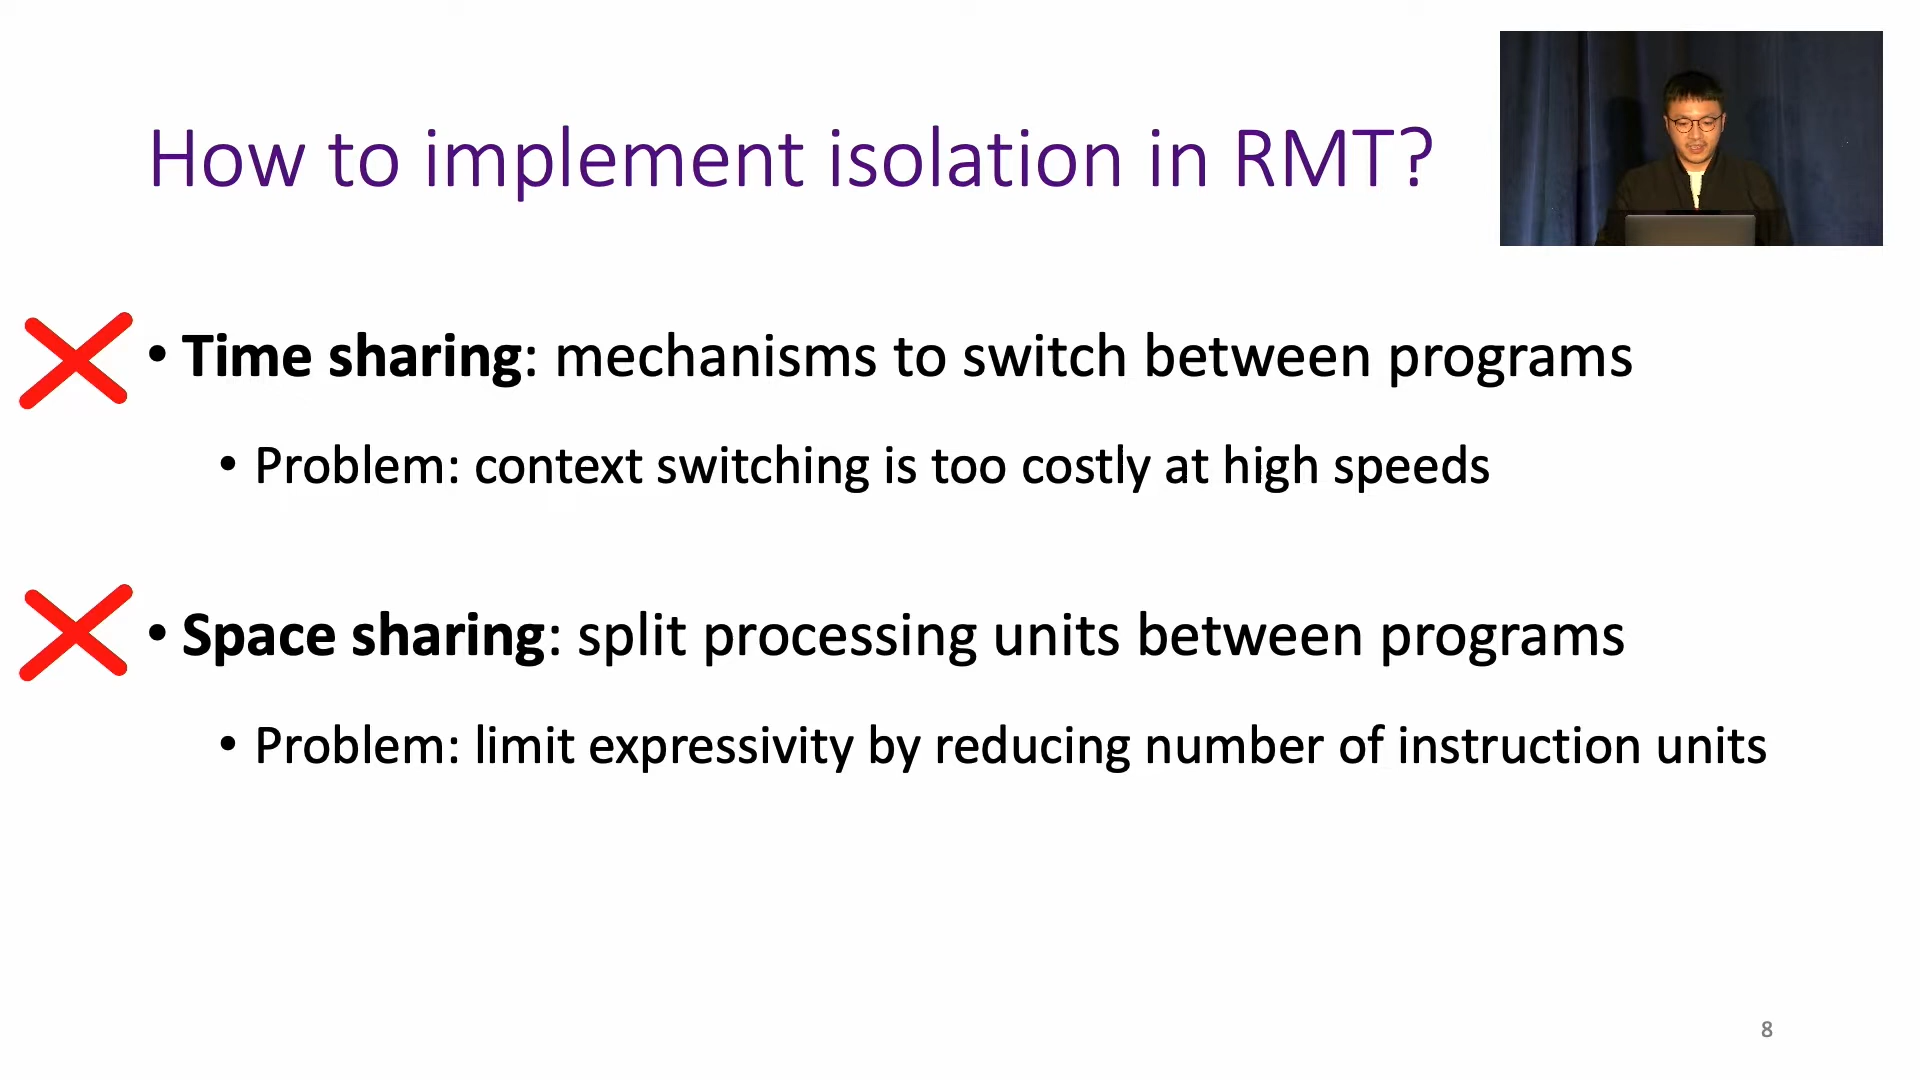 How to implement isolation in RMT?
• Time sharing: mechanisms to switch between programs
• Problem: context switching is too costly at high speeds
• Space sharing: split processing units between programs
• Problem: limit expressivity by reducing number of instruction units
8